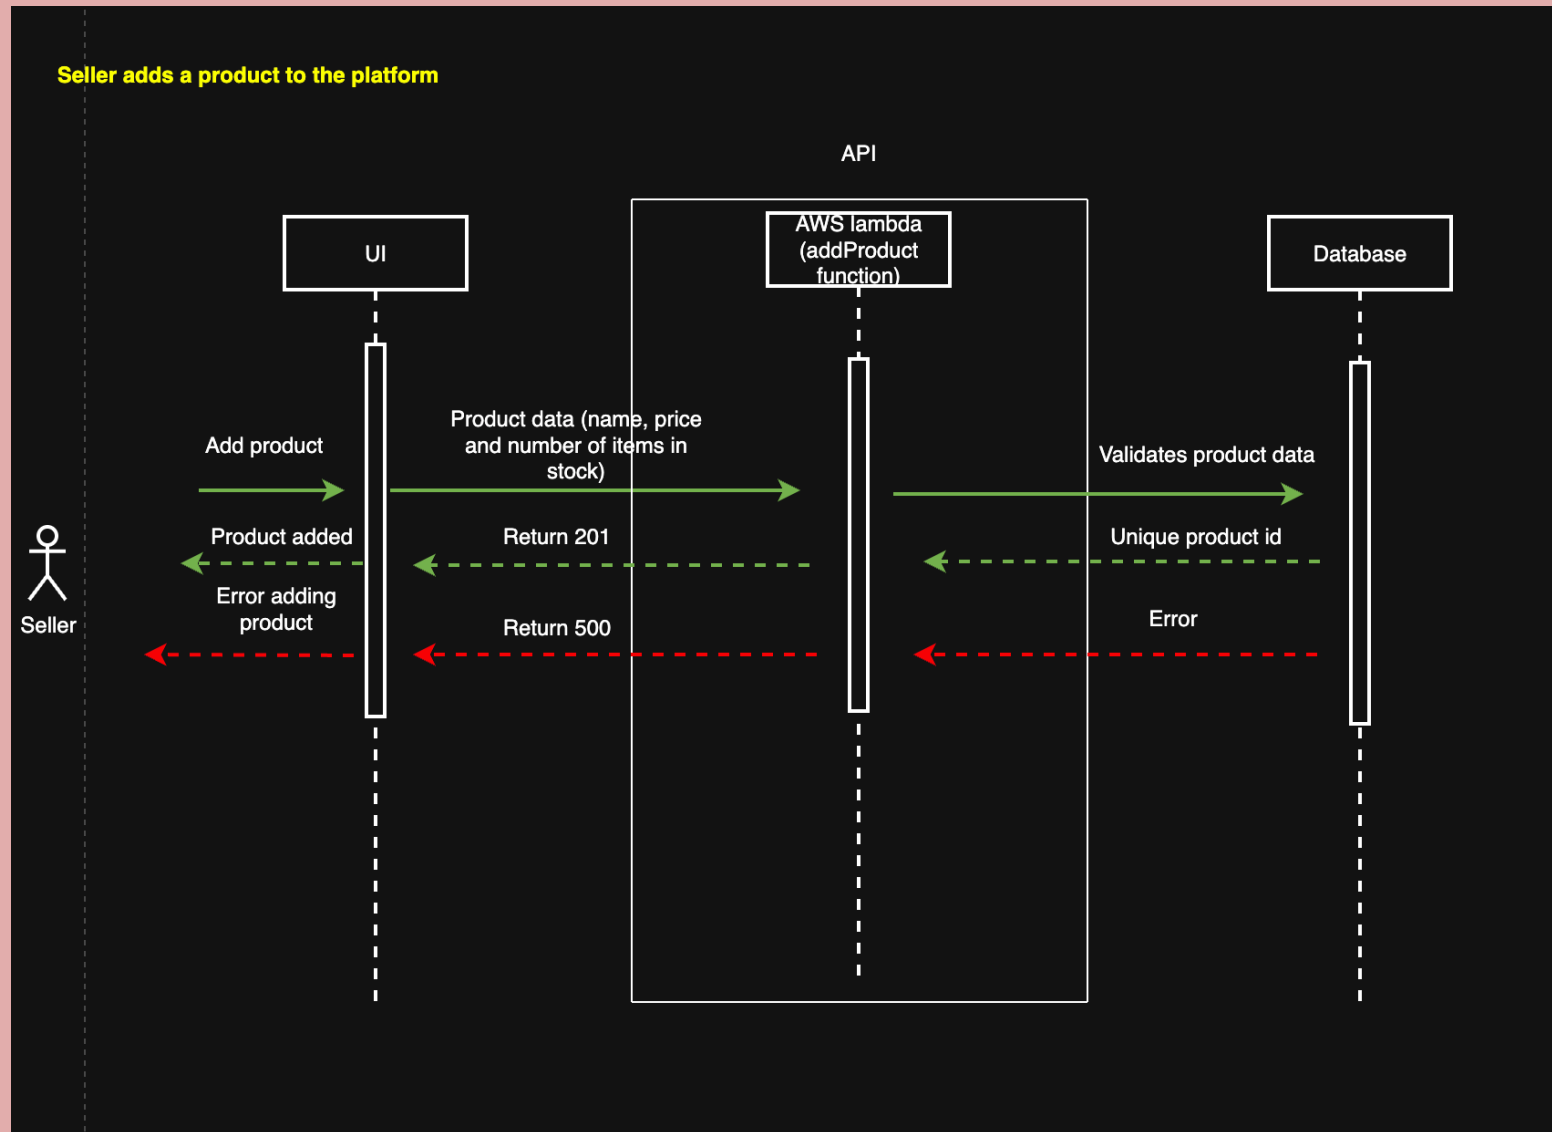 Seller adds a product to the platform
API
UI
AWS lambda
(addProduct
function)
Database
Add product
Product data (name, price
and number of items in
stock)
Validates product data
Product added
Return 201
Unique product id
Error adding
product
Return 500
Error
Seller